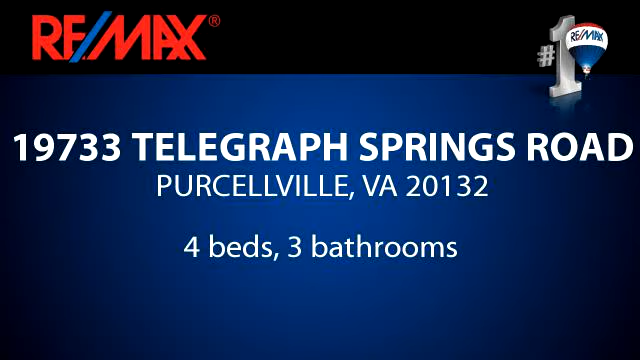 RE/MAX®
#1
RE/MAX
19733 TELEGRAPH SPRINGS ROAD
PURCELLVILLE, VA 20132
4 beds, 3 bathrooms